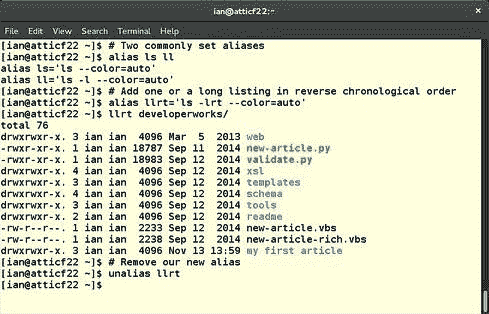 ian@atticf22:~
File Edit View Search Terminal Help
[ian@atticf22 ~]$ # Two commonly set aliases
[ian@atticf22 ~]$ alias ls ll
alias ls='ls --color=auto'
alias ll='ls -l --color=auto'
[ian@atticf22 ~]$ # Add one or a long listing in reverse chronological order
[ian@atticf22 ~]$ alias llrt='ls -lrt --color=auto'
[ian@atticf22 ~]$ llrt developerworks/
total 76
drwxrwxr-x. 3 ian ian  4096 Mar  5  2013 web
-rwxr-xr-x. 1 ian ian 18787 Sep 11  2014 new-article.py
-rwxr-xr-x. 1 ian ian 18983 Sep 12  2014 validate.py
drwxrwxr-x. 4 ian ian  4096 Sep 12  2014 xsl
drwxrwxr-x. 3 ian ian  4096 Sep 12  2014 templates
drwxrwxr-x. 4 ian ian  4096 Sep 12  2014 schema
drwxrwxr-x. 3 ian ian  4096 Sep 12  2014 tools
drwxrwxr-x. 2 ian ian  4096 Sep 12  2014 readme
-rw-r--r--. 1 ian ian  2233 Sep 12  2014 new-article.vbs
-rw-r--r--. 1 ian ian  2238 Sep 12  2014 new-article-rich.vbs
drwxrwxr-x. 3 ian ian  4096 Nov 13 13:59 my first article
[ian@atticf22 ~]$ # Remove our new alias
[ian@atticf22 ~]$ unalias llrt
[ian@atticf22 ~]$